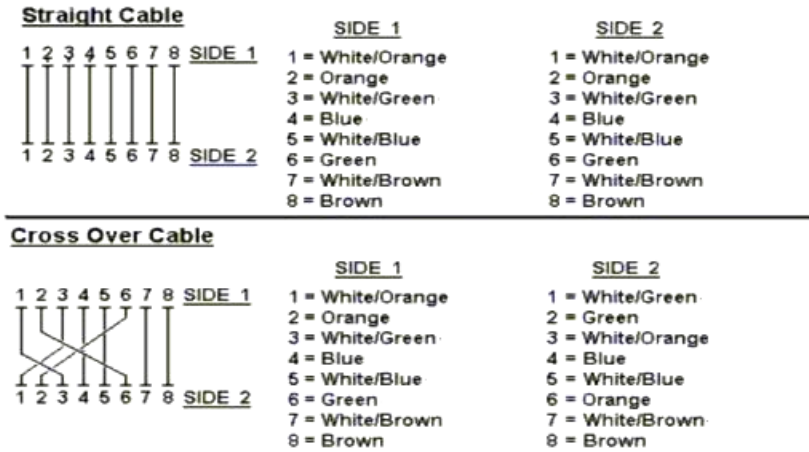 Straight Cable
1 2 3 4 5 6 7 8 SIDE 1
1 2 3 4 5 6 7 8 SIDE 2
SIDE 1
1 = White/Orange
2 = Orange
3 = White/Green
4 = Blue
5 = White/Blue
6 = Green
7 = White/Brown
8 = Brown
SIDE 2
1 = White/Orange
2 = Orange
3 = White/Green
4 = Blue
5 = White/Blue
6 = Green
7 = White/Brown
8 = Brown
Cross Over Cable
1 2 3 4 5 6 7 8 SIDE 1
1 2 3 4 5 6 7 8 SIDE 2
SIDE 1
1 = White/Orange
2 = Orange
3 = White/Green
4 = Blue
5 = White/Blue
6 = Green
7 = White/Brown
8 = Brown
SIDE 2
1 = White/Green
2 = Green
3 = White/Orange
4 = Blue
5 = White/Blue
6 = Orange
7 = White/Brown
8 = Brown